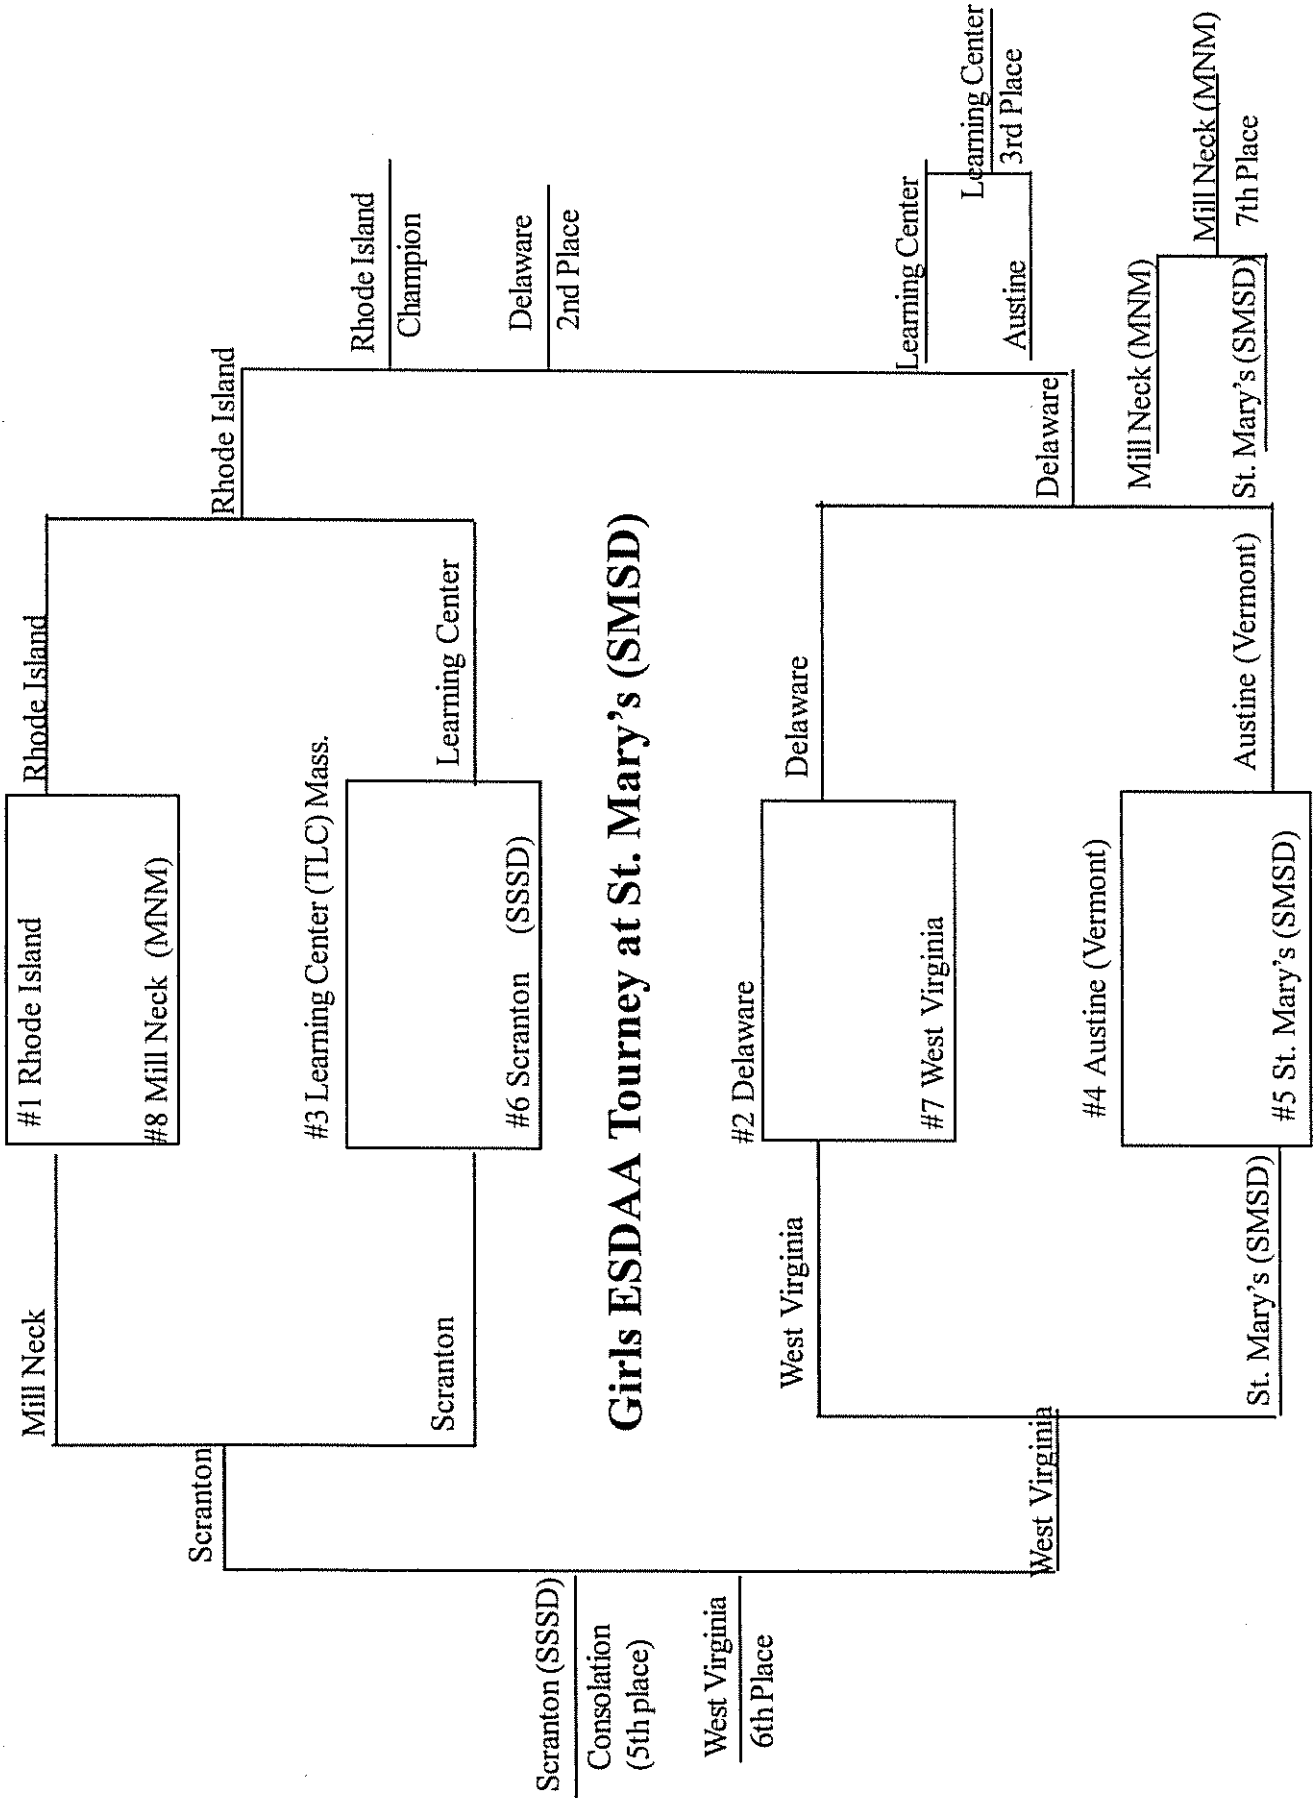 Girls ESDAA Tourney at St. Mary's (SMSD)
#1 Rhode Island
#8 Mill Neck (MNM)
#3 Learning Center (TLC) Mass.
#6 Scranton (SSSD)
#2 Delaware
#7 West Virginia
#4 Austine (Vermont)
#5 St. Mary's (SMSD)
Rhode Island
Learning Center
Delaware
Austine (Vermont)
Rhode Island
Delaware
Rhode Island
Champion
Delaware
2nd Place
Learning Center
Austine
Learning Center
3rd Place
Mill Neck (MNM)
St. Mary's (SMSD)
Mill Neck (MNM)
7th Place
Mill Neck
Scranton
West Virginia
St. Mary's (SMSD)
Scranton
West Virginia
Scranton (SSSD)
Consolation
(5th place)
West Virginia
6th Place